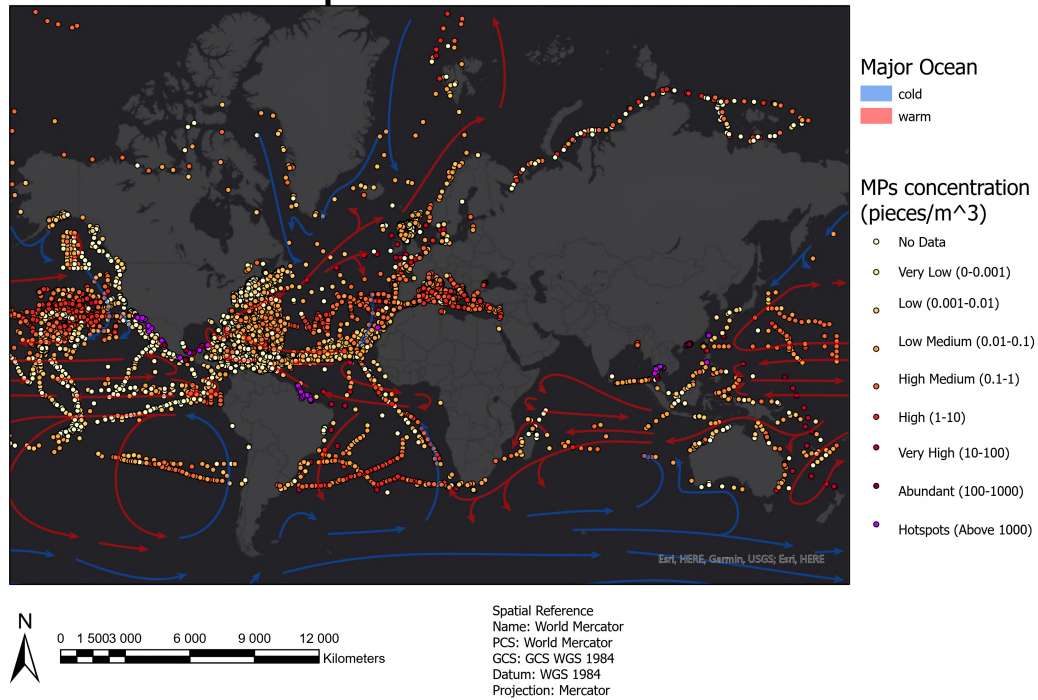 Major Ocean
cold
warm
MPs concentration
(pieces/m^3)
No Data
Very Low (0-0.001)
Low (0.001-0.01)
Low Medium (0.01-0.1)
High Medium (0.1-1)
High (1-10)
Very High (10-100)
Abundant (100-1000)
Hotspots (Above 1000)
Esri, HERE, Garmin, USGS; Esri, HERE
N
0 1 5003 000 6 000 9 000 12 000
Kilometers
Spatial Reference
Name: World Mercator
PCS: World Mercator
GCS: GCS WGS 1984
Datum: WGS 1984
Projection: Mercator